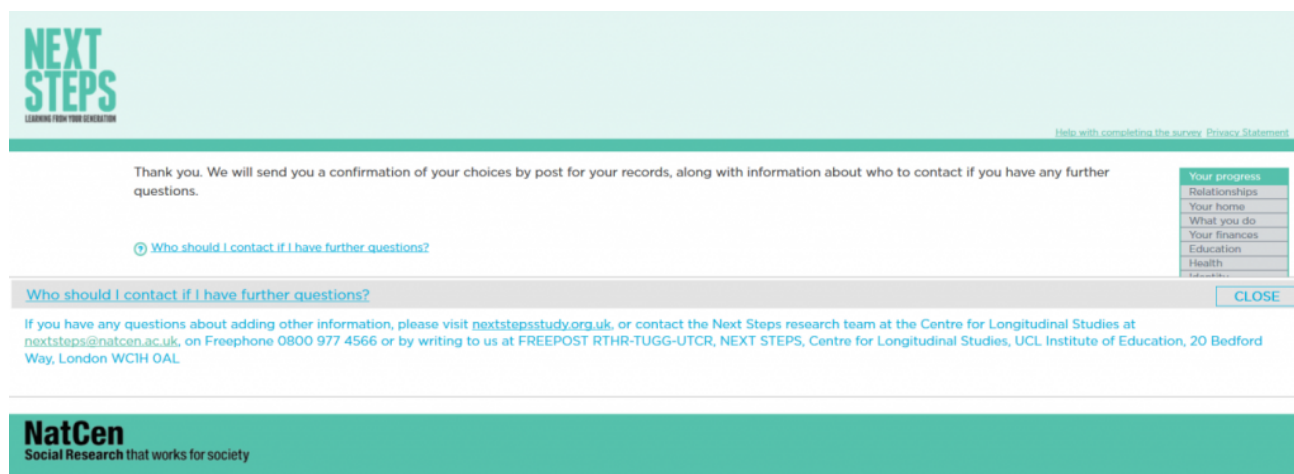 NEXT
STEPS
LEARNING FROM YOUR GENERATION
Help with completing the survey Privacy Statement
Thank you. We will send you a confirmation of your choices by post for your records, along with information about who to contact if you have any further
questions.
Your progress
Relationships
Your home
What you do
Your finances
Education
Health
Identity
? Who should I contact if I have further questions?
Who should I contact if I have further questions?
CLOSE
If you have any questions about adding other information, please visit nextstepsstudy.org.uk, or contact the Next Steps research team at the Centre for Longitudinal Studies at
nextsteps@natcen.ac.uk, on Freephone 0800 977 4566 or by writing to us at FREEPOST RTHR-TUGG-UTCR, NEXT STEPS, Centre for Longitudinal Studies, UCL Institute of Education, 20 Bedford
Way, London WC1H 0AL
NatCen
Social Research that works for society